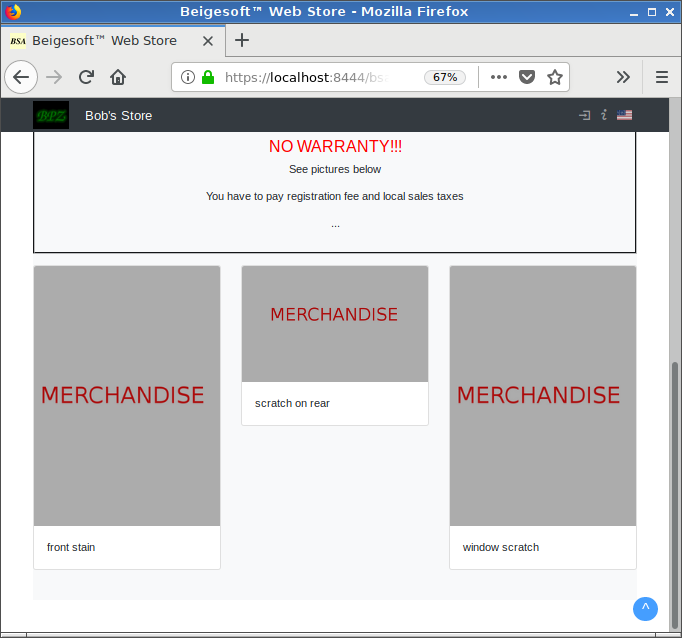 Beigesoft™ Web Store - Mozilla Firefox
BSA Beigesoft™ Web Store
https://localhost:8444/bsa
67%
BPZ Bob's Store
NO WARRANTY!!!
See pictures below
You have to pay registration fee and local sales taxes
...
MERCHANDISE
front stain
MERCHANDISE
scratch on rear
MERCHANDISE
window scratch
^